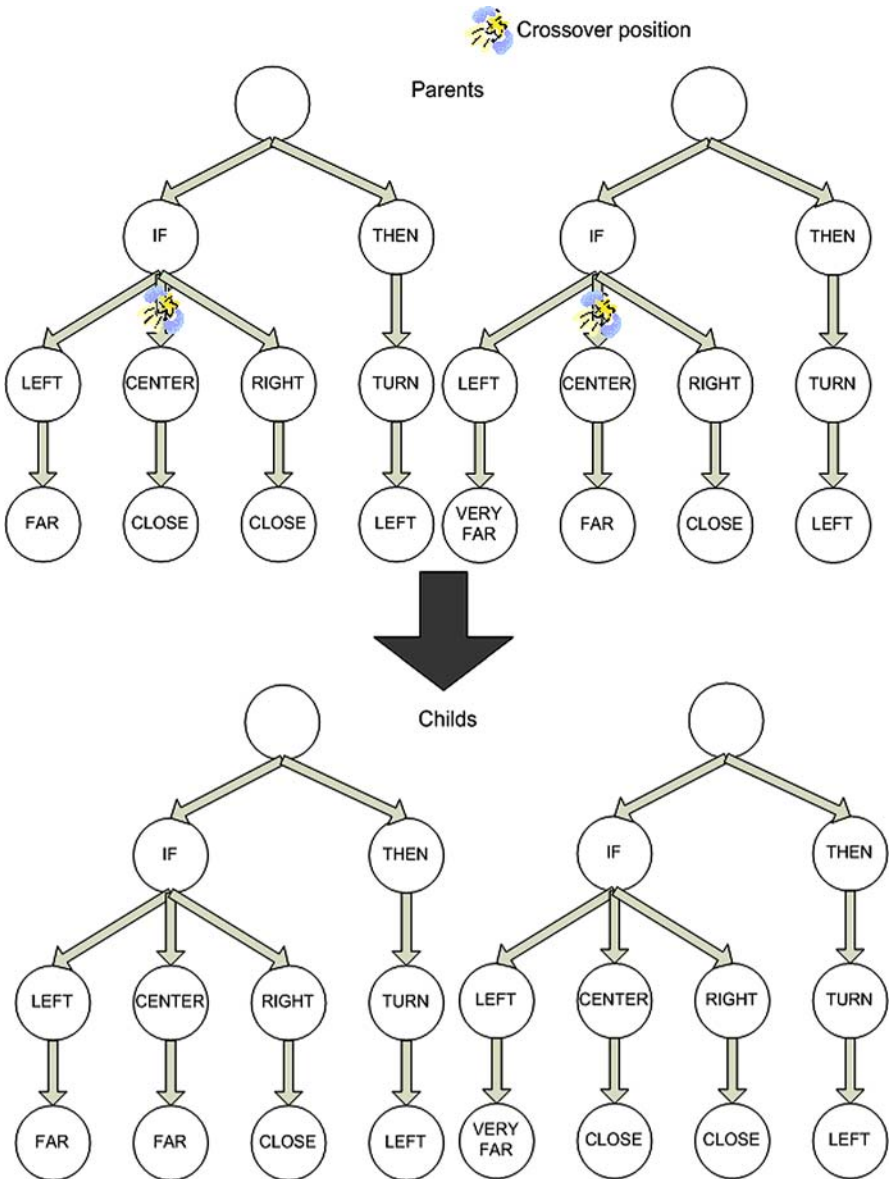 Crossover position
Parents
IF THEN IF THEN
LEFT CENTER RIGHT TURN LEFT CENTER RIGHT TURN
FAR CLOSE CLOSE LEFT VERY FAR FAR CLOSE LEFT
Childs
IF THEN IF THEN
LEFT CENTER RIGHT TURN LEFT CENTER RIGHT TURN
FAR FAR CLOSE LEFT VERY FAR CLOSE CLOSE LEFT